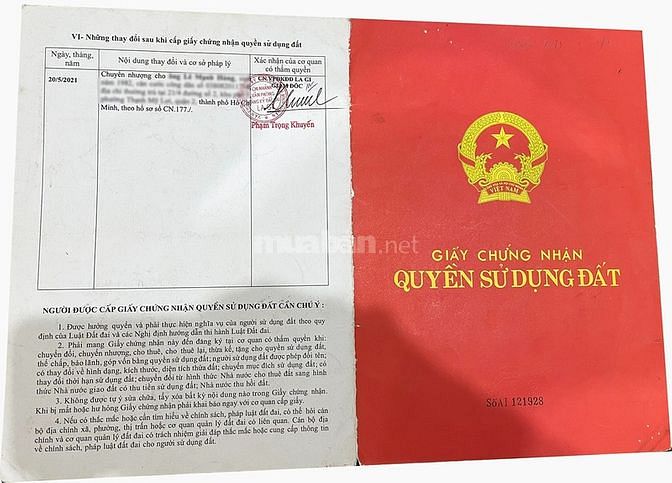 VI- Những thay đổi sau khi cấp giấy chứng nhận quyền sử dụng đất
Ngày, tháng, năm
Nội dung thay đổi và cơ sở pháp lý
Xác nhận của cơ quan có thẩm quyền
20/5/2021
Chuyển nhượng cho
thành phố Hồ Chí
Minh, theo hồ sơ số CN.177./.
CN.VPĐKĐĐ LA GI
GIÁM ĐỐC
Phạm Trọng Khuyến
NGƯỜI ĐƯỢC CẤP GIẤY CHỨNG NHẬN QUYỀN SỬ DỤNG ĐẤT CẦN CHÚ Ý :
1. Được hưởng quyền và phải thực hiện nghĩa vụ của người sử dụng đất theo quy
định của Luật Đất đai và các Nghị định hướng dẫn thi hành Luật Đất đai.
2. Phải mang Giấy chứng nhận này đến đăng ký tại cơ quan có thẩm quyền khi:
chuyển đổi, chuyển nhượng, cho thuê, cho thuê lại, thừa kế, tặng cho quyền sử dụng đất,
thế chấp, bảo lãnh, góp vốn bằng quyền sử dụng đất; người sử dụng đất được phép đổi tên;
có thay đổi về hình dạng, kích thước, diện tích thửa đất; chuyển mục đích sử dụng đất; có
thay đổi thời hạn sử dụng đất; chuyển đổi từ hình thức Nhà nước cho thuê đất sang hình
thức Nhà nước giao đất có thu tiền sử dụng đất; Nhà nước thu hồi đất.
3. Không được tự ý sửa chữa, tẩy xóa bất kỳ nội dung nào trong Giấy chứng nhận.
Khi bị mất hoặc hư hỏng Giấy chứng nhận phải khai báo ngay với cơ quan cấp giấy.
4. Nếu có thắc mắc hoặc cần tìm hiểu về chính sách, pháp luật đất đai, có thể hỏi cán
bộ địa chính xã, phường, thị trấn hoặc cơ quan quản lý đất đai có liên quan. Cán bộ địa
chính và cơ quan quản lý đất đai có trách nhiệm giải đáp thắc mắc hoặc cung cấp thông tin
về chính sách, pháp luật đất đai cho người sử dụng đất.
VIỆT NAM
GIẤY CHỨNG NHẬN
QUYỀN SỬ DỤNG ĐẤT
Số AI 121928
muaban.net